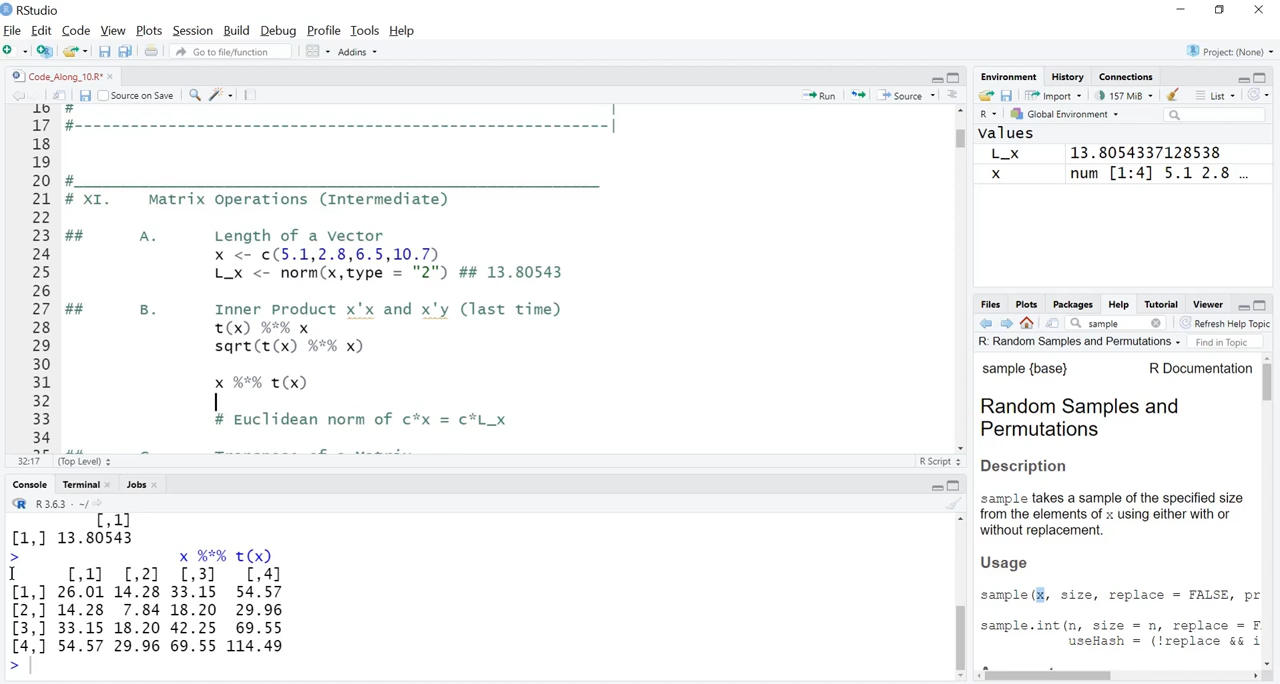 RStudio
File Edit Code View Plots Session Build Debug Profile Tools Help
Go to file/function Addins Project: (None)
Code_Along_10.R*
Source on Save Run Source
16 # |
17 #---------------------------------------------------------|
18
19
20 #________________________________________________________
21 # XI. Matrix Operations (Intermediate)
22
23 ## A. Length of a Vector
24 x <- c(5.1,2.8,6.5,10.7)
25 L_x <- norm(x,type = "2") ## 13.80543
26
27 ## B. Inner Product x'x and x'y (last time)
28 t(x) %*% x
29 sqrt(t(x) %*% x)
30
31 x %*% t(x)
32
33 # Euclidean norm of c*x = c*L_x
34
35 ## C. Transpose of a Matrix
32:17 (Top Level) R Script
Console Terminal Jobs
R 3.6.3 · ~/
[,1]
[1,] 13.80543
> x %*% t(x)
[,1] [,2] [,3] [,4]
[1,] 26.01 14.28 33.15 54.57
[2,] 14.28 7.84 18.20 29.96
[3,] 33.15 18.20 42.25 69.55
[4,] 54.57 29.96 69.55 114.49
>
Environment History Connections
Import 157 MiB List
R Global Environment
Values
L_x 13.8054337128538
x num [1:4] 5.1 2.8 ...
Files Plots Packages Help Tutorial Viewer
sample Refresh Help Topic
R: Random Samples and Permutations Find in Topic
sample {base} R Documentation
Random Samples and
Permutations
Description
sample takes a sample of the specified size
from the elements of x using either with or
without replacement.
Usage
sample(x, size, replace = FALSE, pr
sample.int(n, size = n, replace = F
useHash = (!replace && i